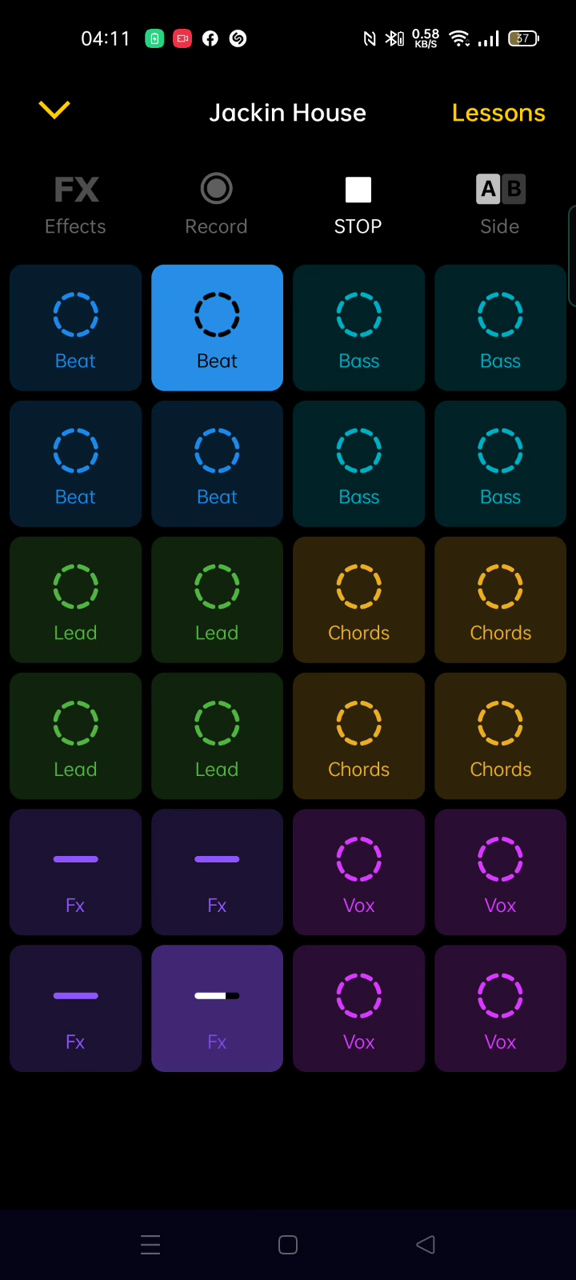 04:11 0.58 KB/S 37
Jackin House Lessons
FX Effects Record STOP A B Side
Beat Beat Bass Bass
Beat Beat Bass Bass
Lead Lead Chords Chords
Lead Lead Chords Chords
Fx Fx Vox Vox
Fx Fx Vox Vox